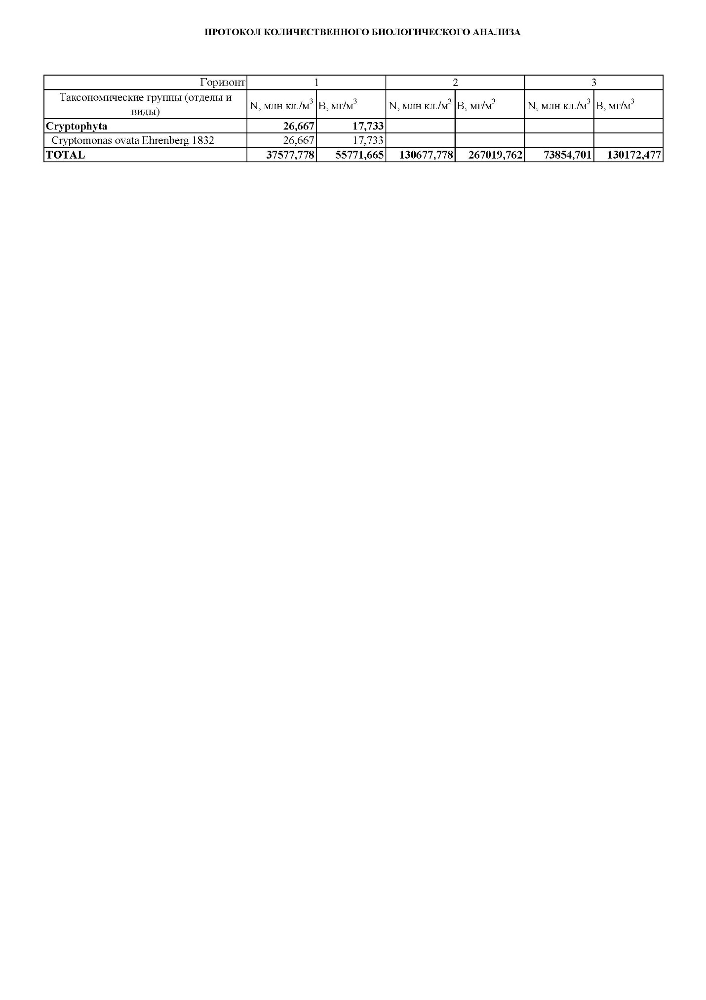 ПРОТОКОЛ КОЛИЧЕСТВЕННОГО БИОЛОГИЧЕСКОГО АНАЛИЗА
Горизонт 1 2 3
Таксономические группы (отделы и
виды) N, млн кл./м³ B, мг/м³ N, млн кл./м³ B, мг/м³ N, млн кл./м³ B, мг/м³
Cryptophyta 26,667 17,733
Cryptomonas ovata Ehrenberg 1832 26,667 17,733
TOTAL 37577,778 55771,665 130677,778 267019,762 73854,701 130172,477